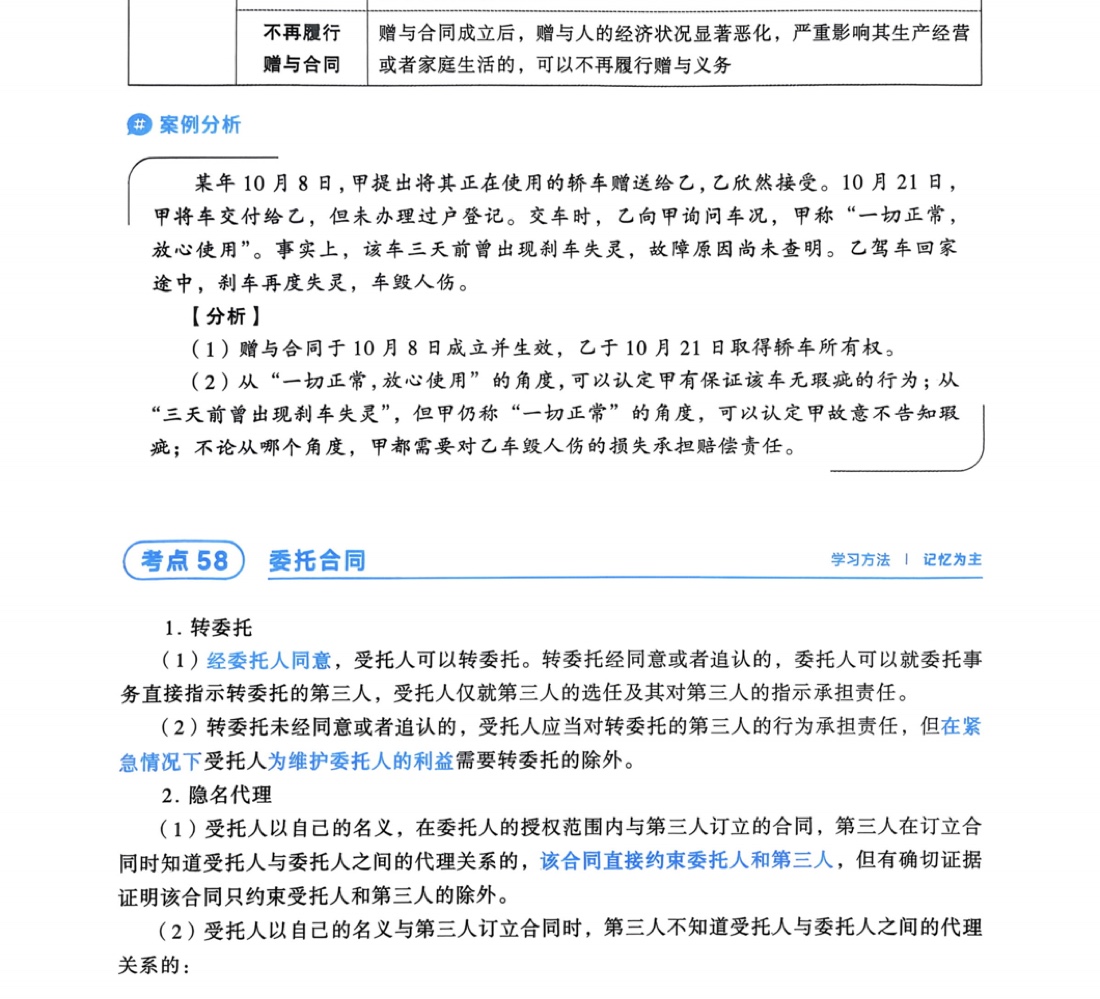 不再履行
赠与合同
赠与合同成立后，赠与人的经济状况显著恶化，严重影响其生产经营
或者家庭生活的，可以不再履行赠与义务
# 案例分析
某年 10 月 8 日，甲提出将其正在使用的轿车赠送给乙，乙欣然接受。10 月 21 日，
甲将车交付给乙，但未办理过户登记。交车时，乙向甲询问车况，甲称“一切正常，
放心使用”。事实上，该车三天前曾出现刹车失灵，故障原因尚未查明。乙驾车回家
途中，刹车再度失灵，车毁人伤。
【分析】
（1）赠与合同于 10 月 8 日成立并生效，乙于 10 月 21 日取得轿车所有权。
（2）从“一切正常，放心使用”的角度，可以认定甲有保证该车无瑕疵的行为；从
“三天前曾出现刹车失灵”，但甲仍称“一切正常”的角度，可以认定甲故意不告知瑕
疵；不论从哪个角度，甲都需要对乙车毁人伤的损失承担赔偿责任。
考点 58 委托合同 学习方法 | 记忆为主
1. 转委托
（1）经委托人同意，受托人可以转委托。转委托经同意或者追认的，委托人可以就委托事
务直接指示转委托的第三人，受托人仅就第三人的选任及其对第三人的指示承担责任。
（2）转委托未经同意或者追认的，受托人应当对转委托的第三人的行为承担责任，但在紧
急情况下受托人为维护委托人的利益需要转委托的除外。
2. 隐名代理
（1）受托人以自己的名义，在委托人的授权范围内与第三人订立的合同，第三人在订立合
同时知道受托人与委托人之间的代理关系的，该合同直接约束委托人和第三人，但有确切证据
证明该合同只约束受托人和第三人的除外。
（2）受托人以自己的名义与第三人订立合同时，第三人不知道受托人与委托人之间的代理
关系的：